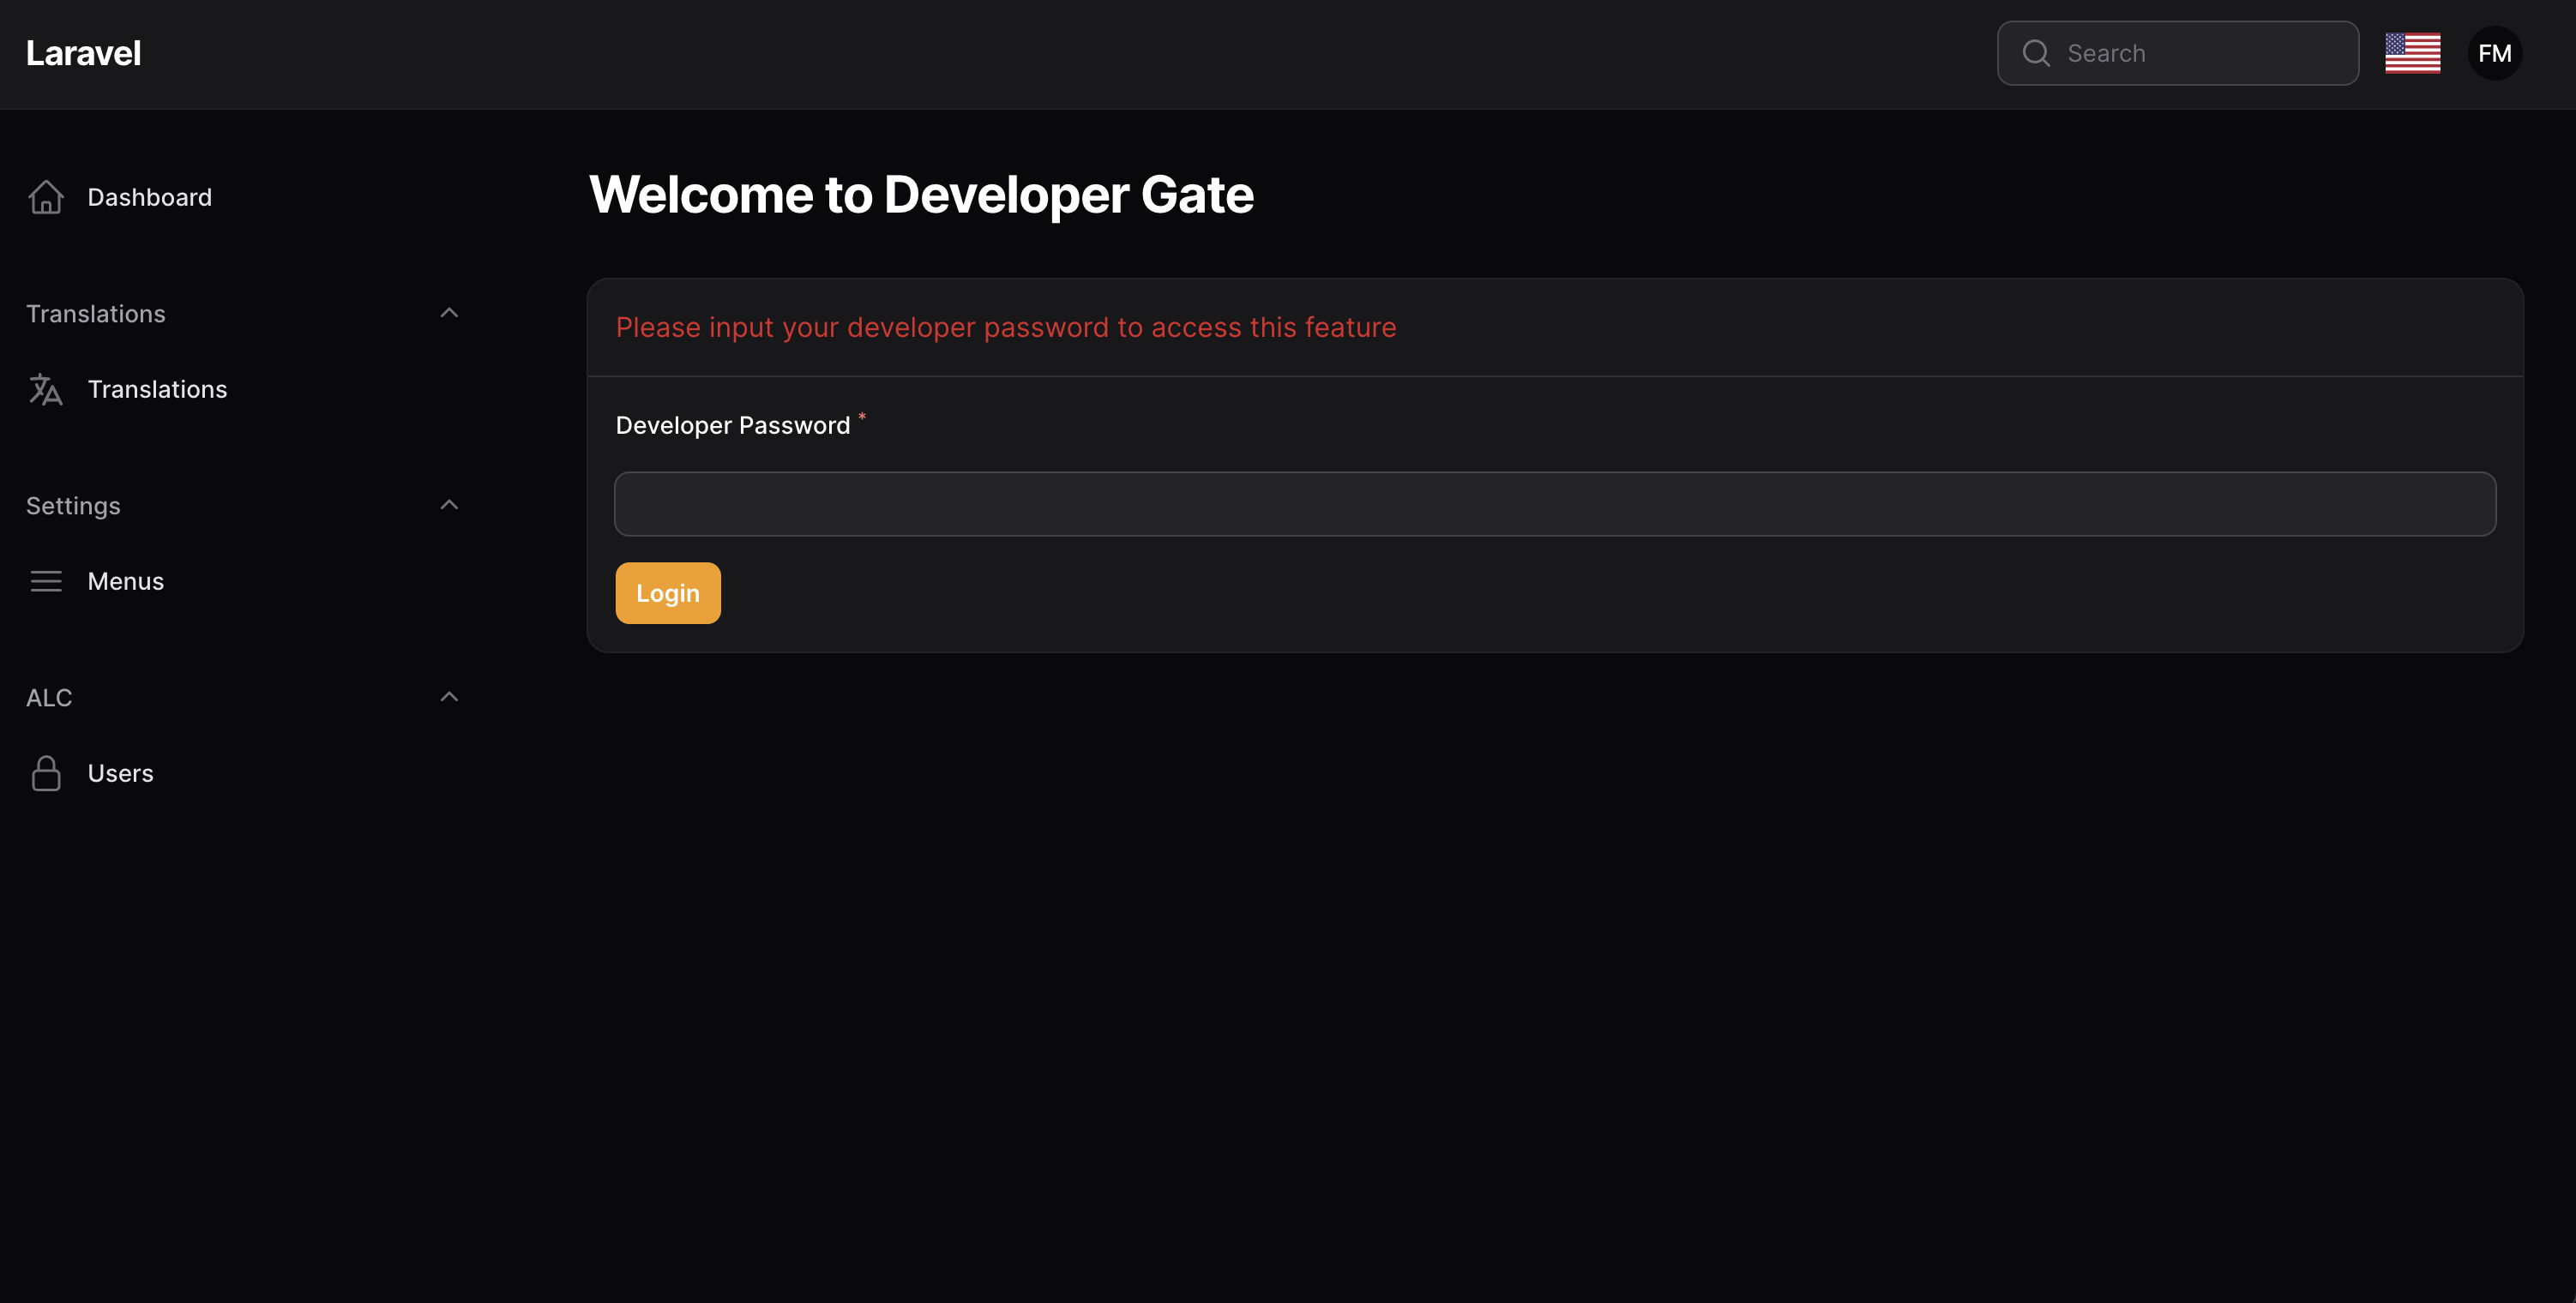 Laravel
Search
FM
Dashboard
Translations
Translations
Settings
Menus
ALC
Users
Welcome to Developer Gate
Please input your developer password to access this feature
Developer Password *
Login